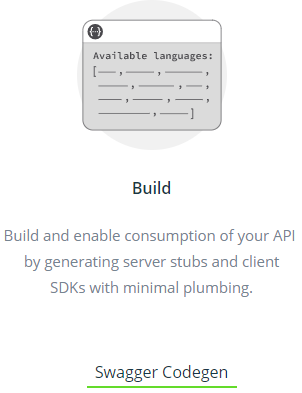 Available languages:
[ , , ,
, , ,
, , ,
, ]
Build
Build and enable consumption of your API
by generating server stubs and client
SDKs with minimal plumbing.
Swagger Codegen